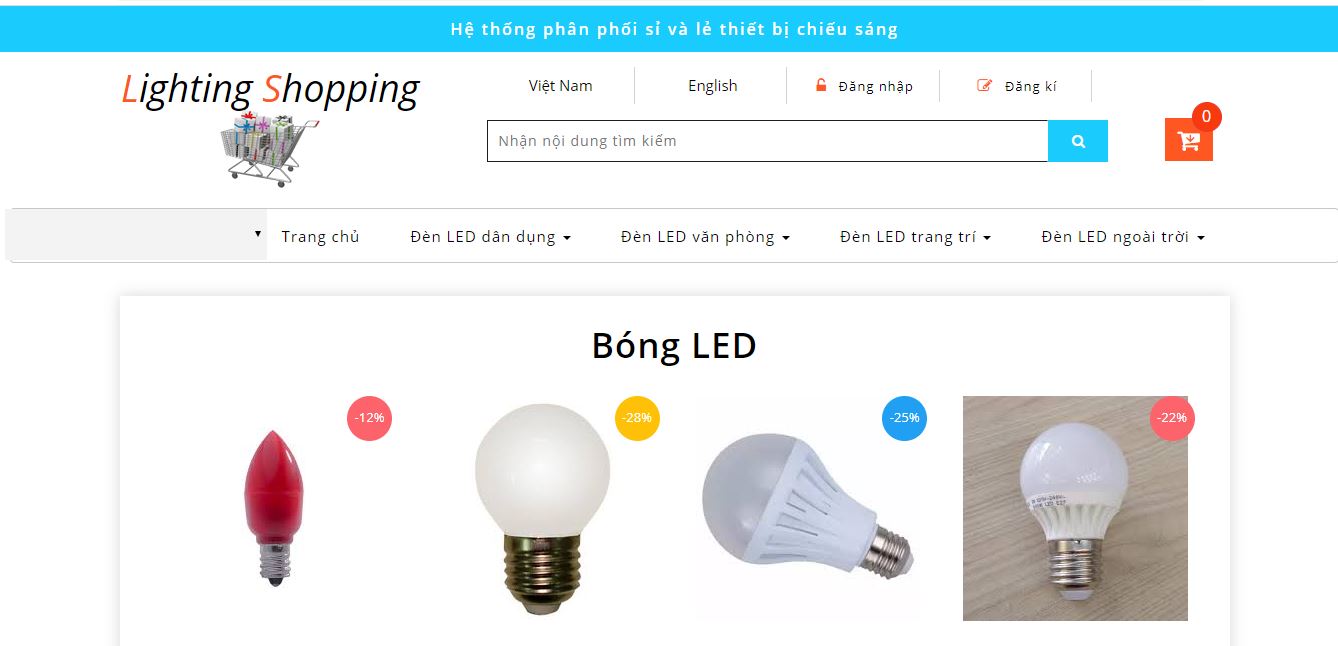 Hệ thống phân phối sỉ và lẻ thiết bị chiếu sáng
Lighting Shopping
Việt Nam
English
Đăng nhập
Đăng kí
0
Nhận nội dung tìm kiếm
Trang chủ
Đèn LED dân dụng
Đèn LED văn phòng
Đèn LED trang trí
Đèn LED ngoài trời
Bóng LED
-12%
-28%
-25%
-22%